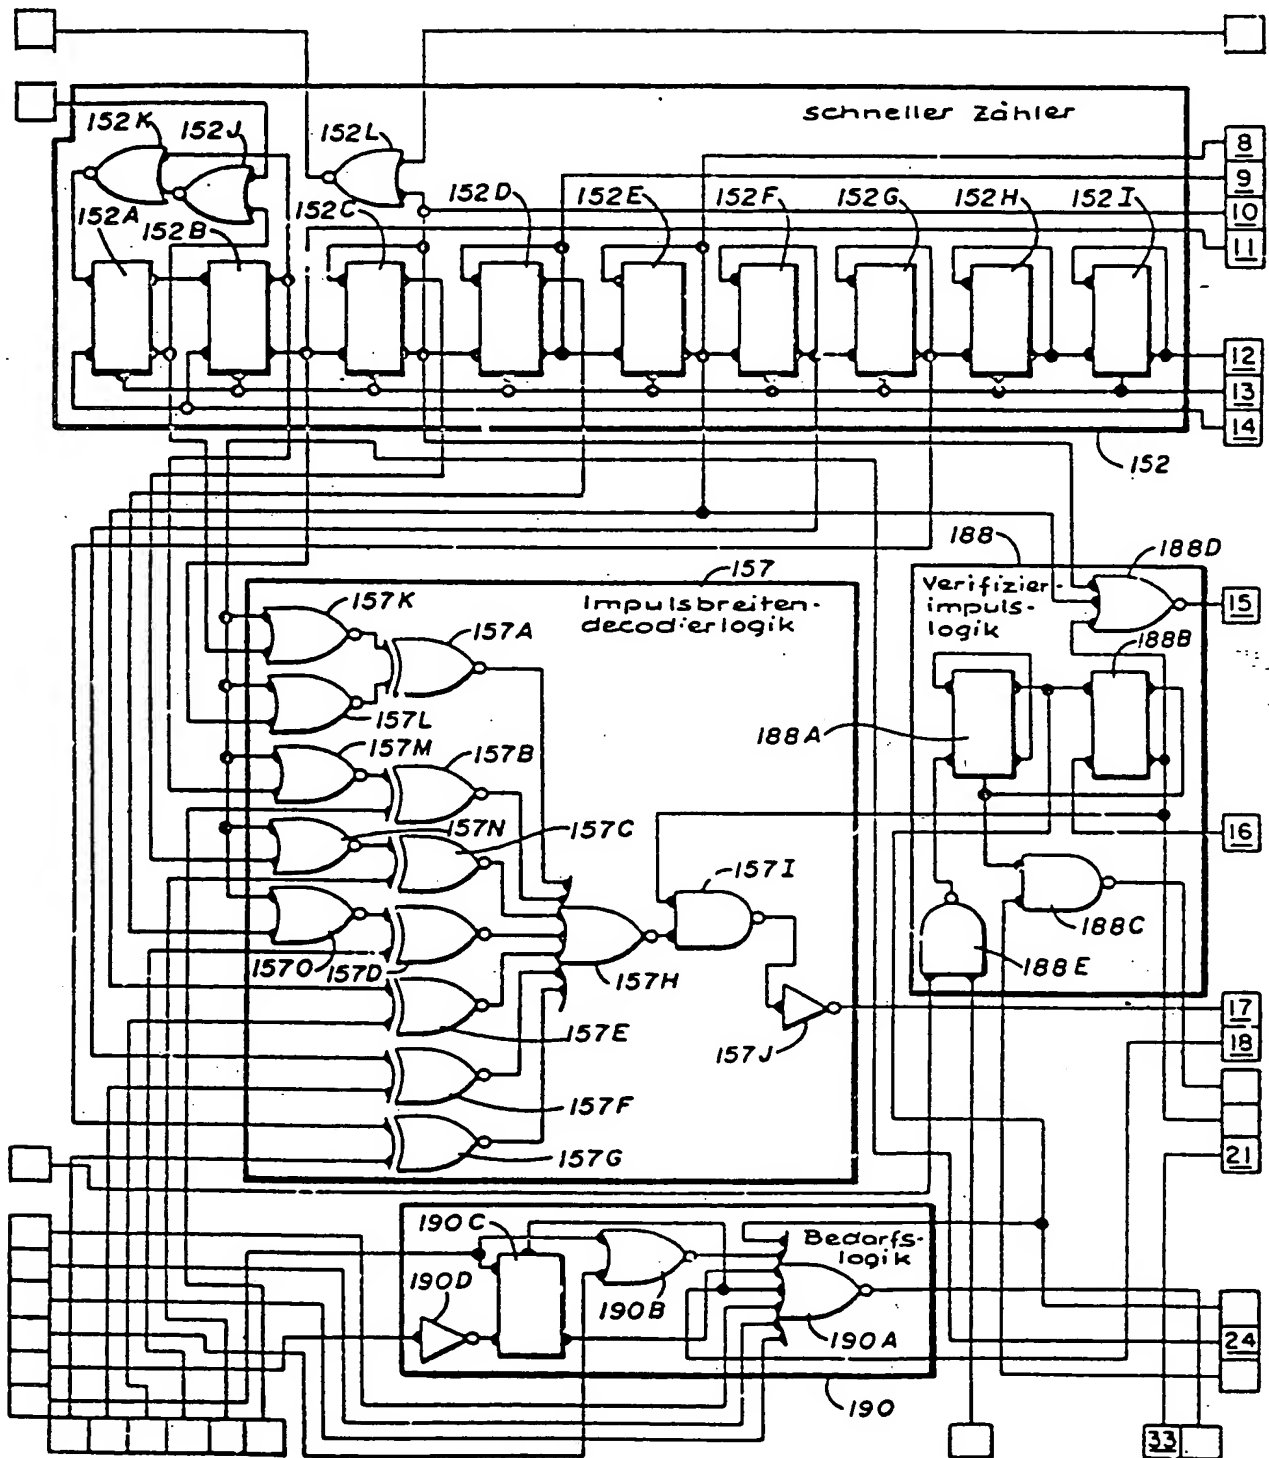 schneller Zähler
152K
152J
152L
8
152A
152B
152C
152D
152E
152F
152G
152H
152I
9
10
11
12
13
14
152
188
188D
157
157K
Impulsbreiten-
decodierlogik
157A
Verifizier-
impuls-
logik
15
188B
157L
157M
157B
188A
157N
157C
16
157I
188C
157O
157D
157H
188E
157E
17
157J
18
157F
157G
21
190C
Bedarfs-
logik
190D
190B
190A
24
190
33